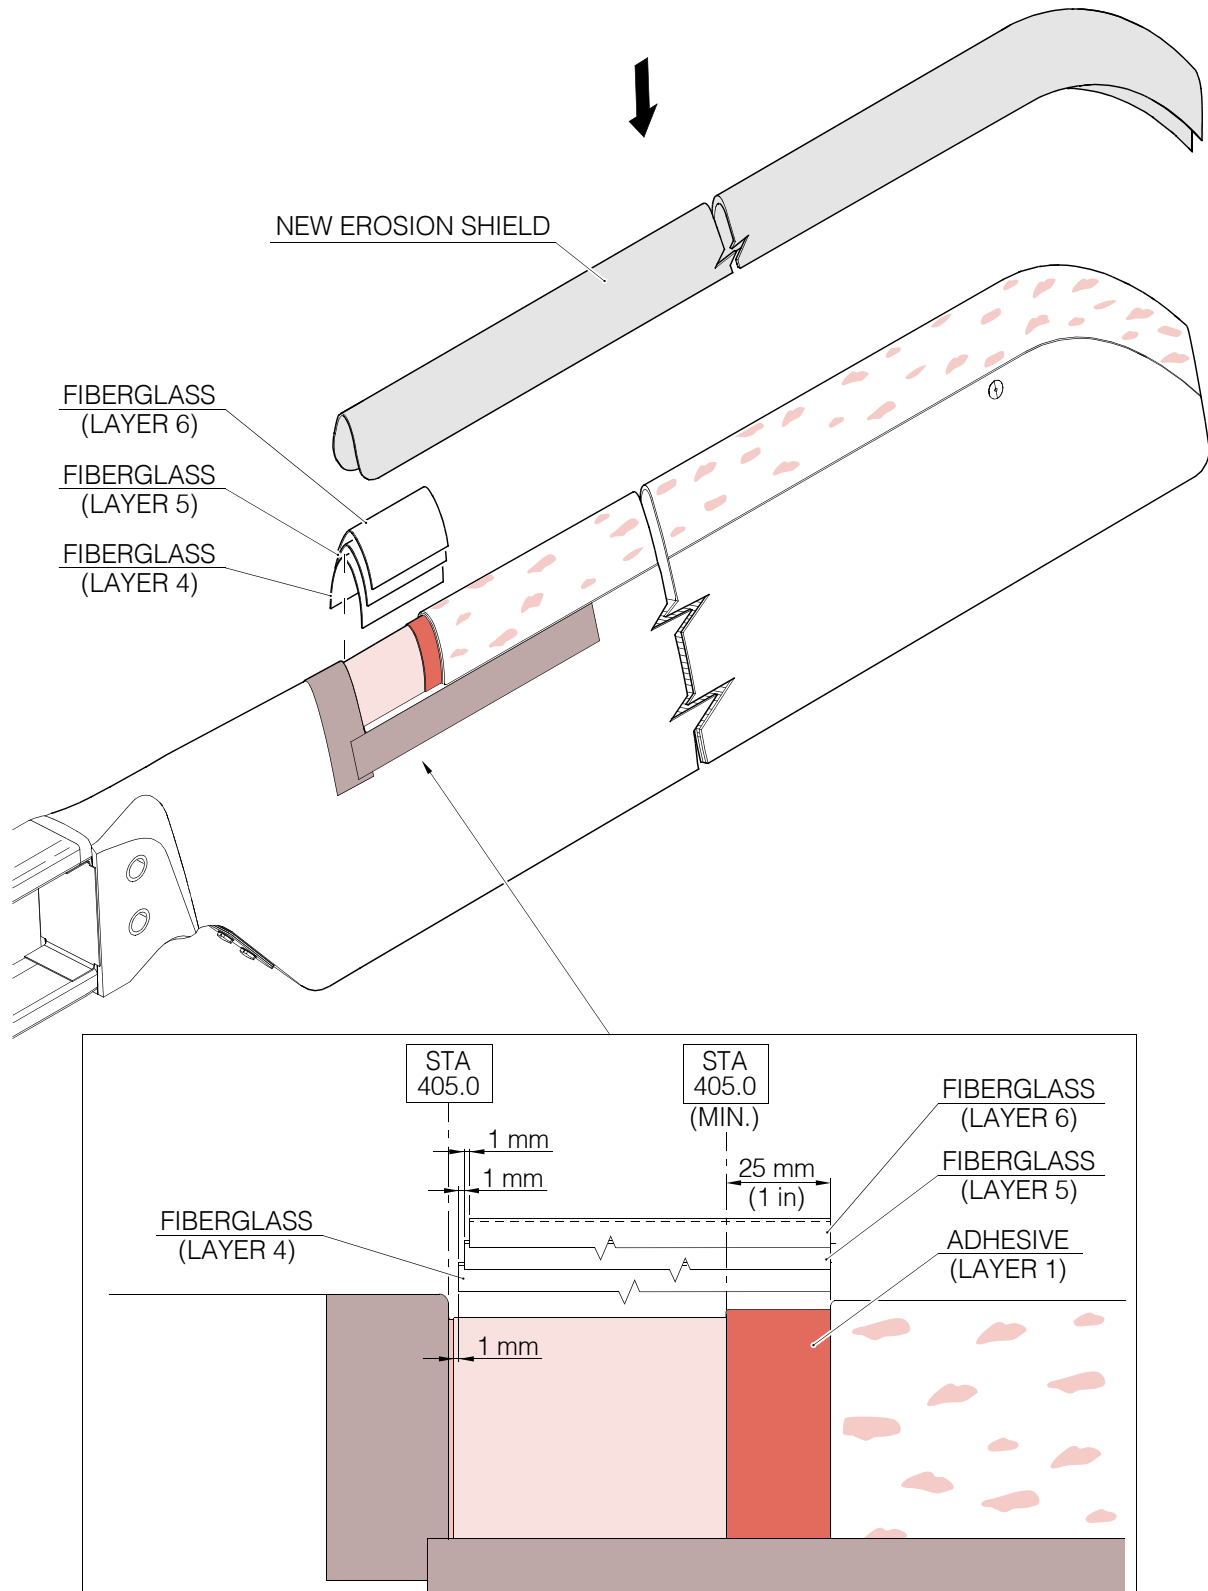 NEW EROSION SHIELD
FIBERGLASS
(LAYER 6)
FIBERGLASS
(LAYER 5)
FIBERGLASS
(LAYER 4)
STA
405.0
STA
405.0
(MIN.)
FIBERGLASS
(LAYER 6)
1 mm
1 mm
25 mm
(1 in)
FIBERGLASS
(LAYER 5)
FIBERGLASS
(LAYER 4)
ADHESIVE
(LAYER 1)
1 mm